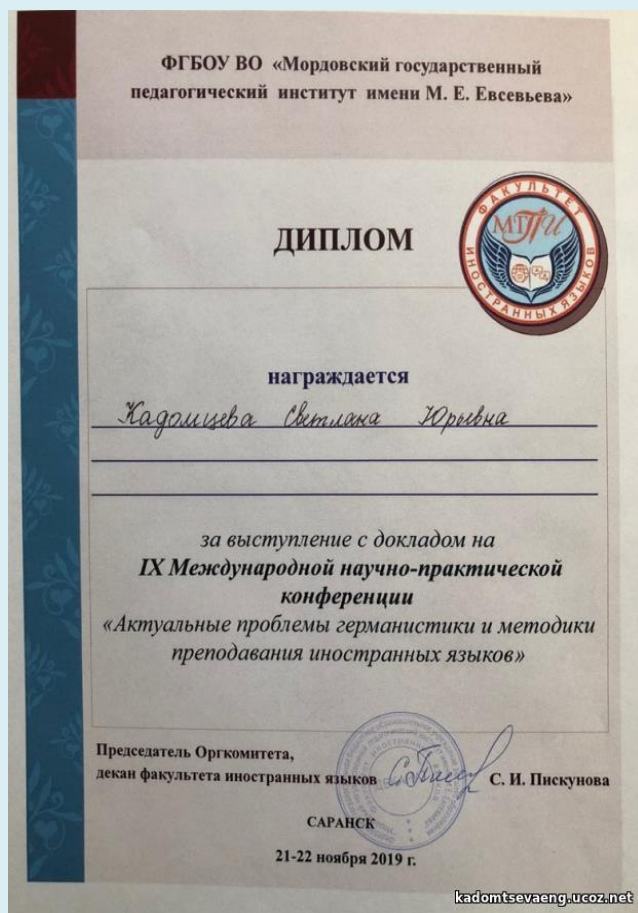 ФГБОУ ВО «Мордовский государственный
педагогический институт имени М. Е. Евсевьева»
ФАКУЛЬТЕТ
МГПИ
ИНОСТРАННЫХ ЯЗЫКОВ
ДИПЛОМ
награждается
Кадомцева Светлана Юрьевна
за выступление с докладом на
IX Международной научно-практической
конференции
«Актуальные проблемы германистики и методики
преподавания иностранных языков»
Председатель Оргкомитета,
декан факультета иностранных языков
С. И. Пискунова
САРАНСК
21-22 ноября 2019 г.
kadomtsevaeng.ucoz.net